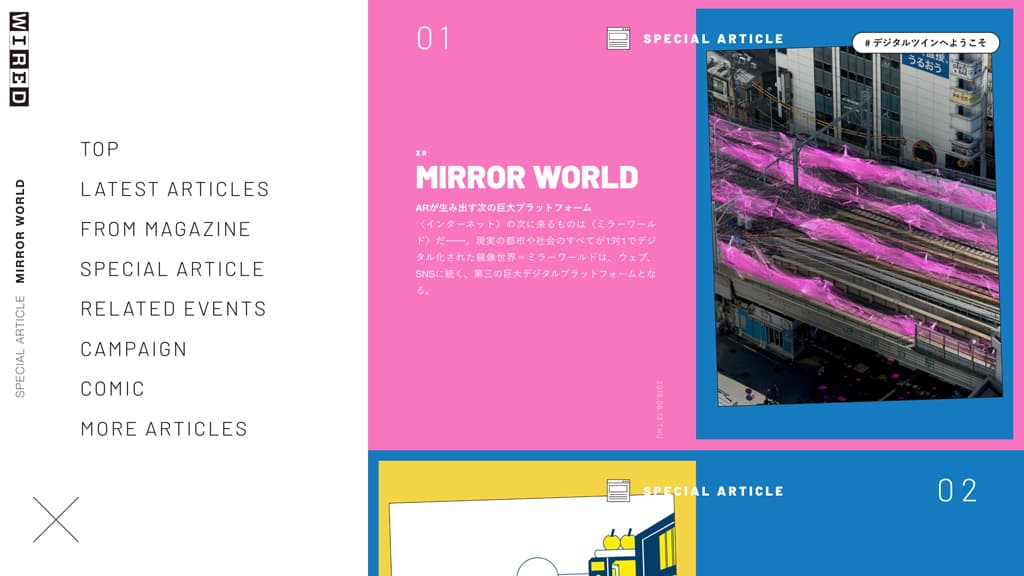 WIRED
SPECIAL ARTICLE MIRROR WORLD
TOP
LATEST ARTICLES
FROM MAGAZINE
SPECIAL ARTICLE
RELATED EVENTS
CAMPAIGN
COMIC
MORE ARTICLES
01
SPECIAL ARTICLE
#デジタルツインへようこそ
XR
MIRROR WORLD
ARが生み出す次の巨大プラットフォーム
〈インターネット〉の次に来るものは〈ミラーワール
ド〉だ——。現実の都市や社会のすべてが1対1でデジ
タル化された鏡像世界＝ミラーワールドは、ウェブ、
SNSに続く、第三の巨大デジタルプラットフォームとな
る。
2019.06.13 THU
うるおう
SPECIAL ARTICLE
02